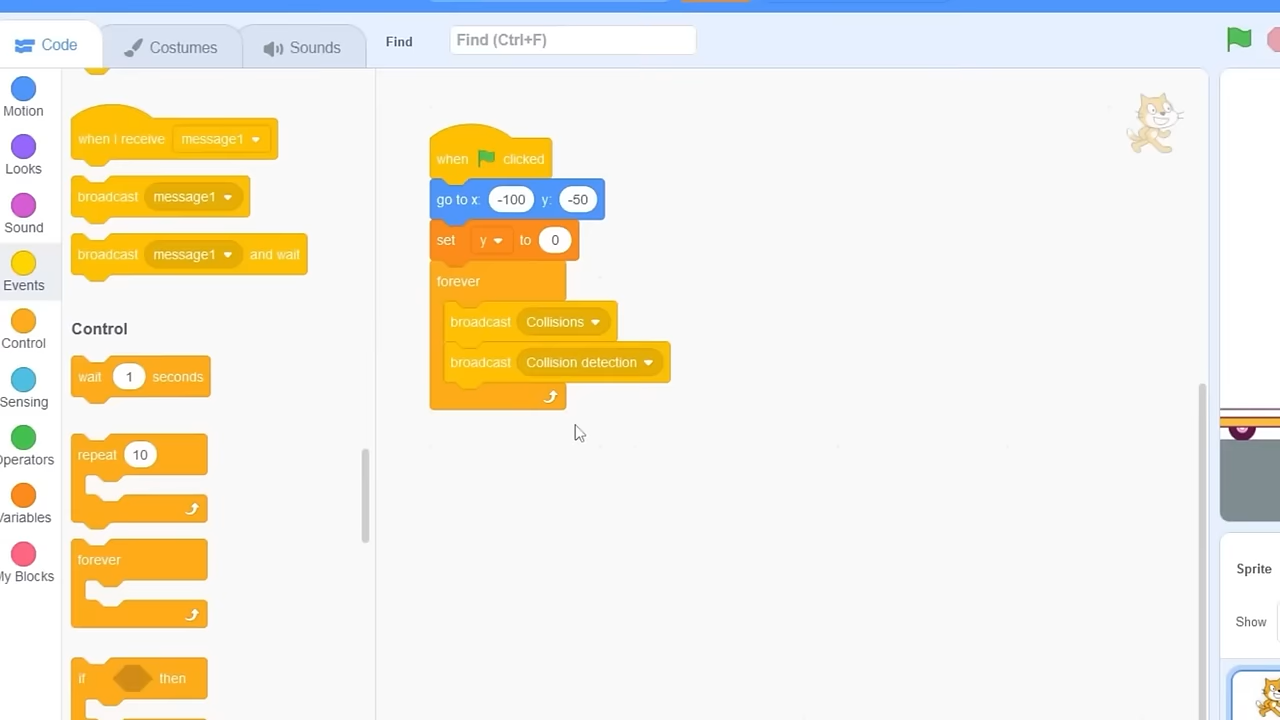 Code
Costumes
Sounds
Find
Find (Ctrl+F)
Motion
Looks
Sound
Events
Control
Sensing
Operators
Variables
My Blocks
when I receive message1
broadcast message1
broadcast message1 and wait
Control
wait 1 seconds
repeat 10
forever
if then
when clicked
go to x: -100 y: -50
set y to 0
forever
broadcast Collisions
broadcast Collision detection
Sprite
Show